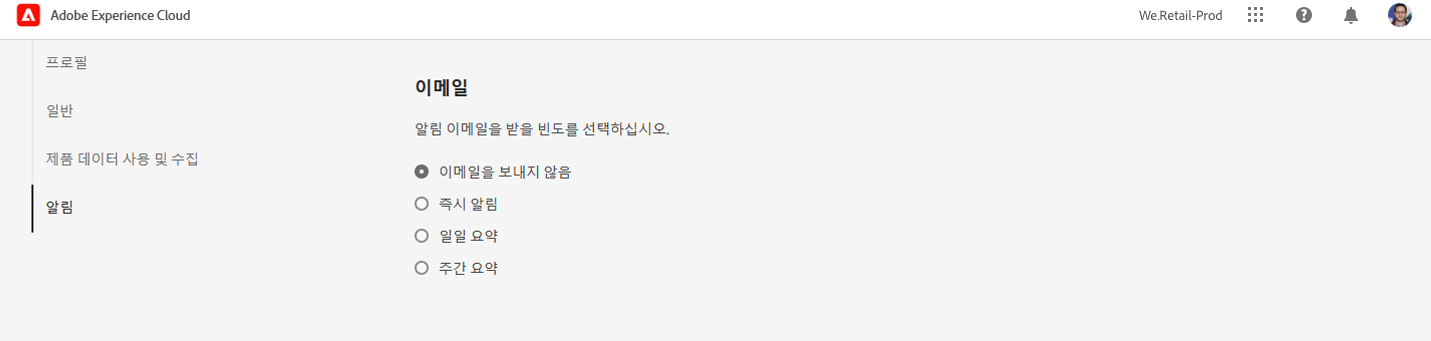 Adobe Experience Cloud
We.Retail-Prod
프로필
일반
제품 데이터 사용 및 수집
알림
이메일
알림 이메일을 받을 빈도를 선택하십시오.
이메일을 보내지 않음
즉시 알림
일일 요약
주간 요약